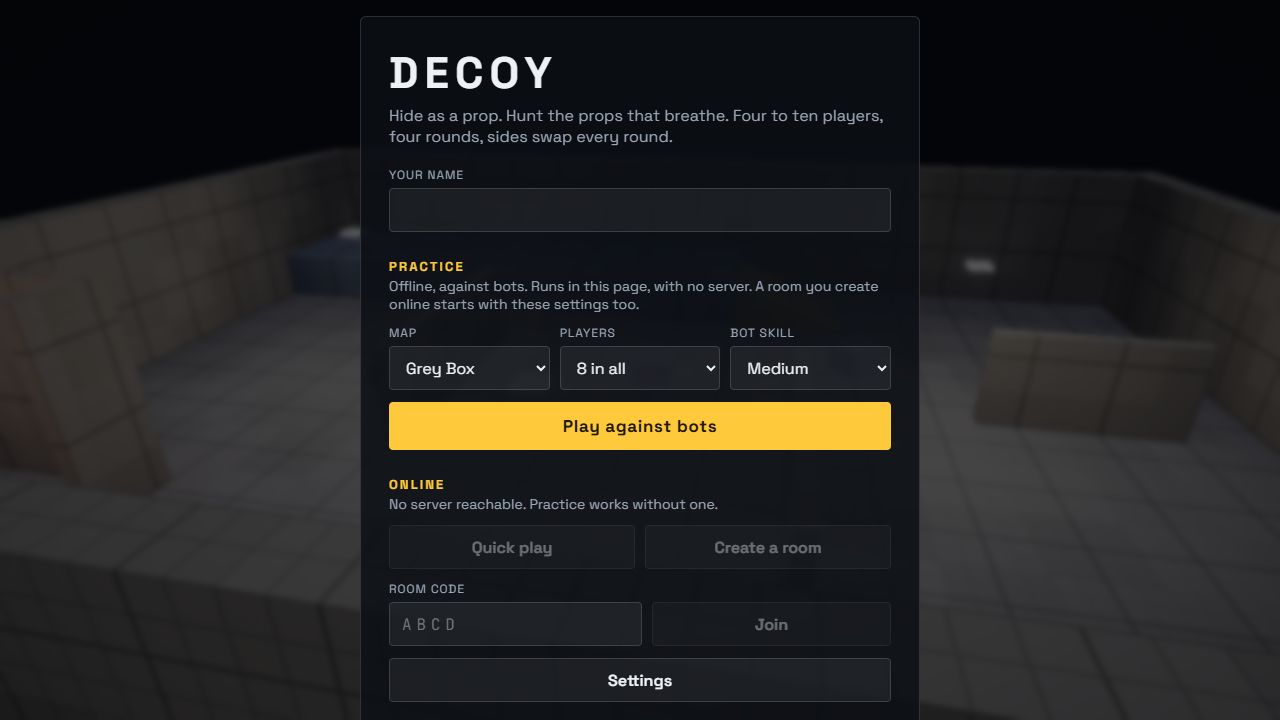 DECOY
Hide as a prop. Hunt the props that breathe. Four to ten players,
four rounds, sides swap every round.
YOUR NAME
PRACTICE
Offline, against bots. Runs in this page, with no server. A room you create
online starts with these settings too.
MAP PLAYERS BOT SKILL
Grey Box 8 in all Medium
Play against bots
ONLINE
No server reachable. Practice works without one.
Quick play Create a room
ROOM CODE
ABCD Join
Settings